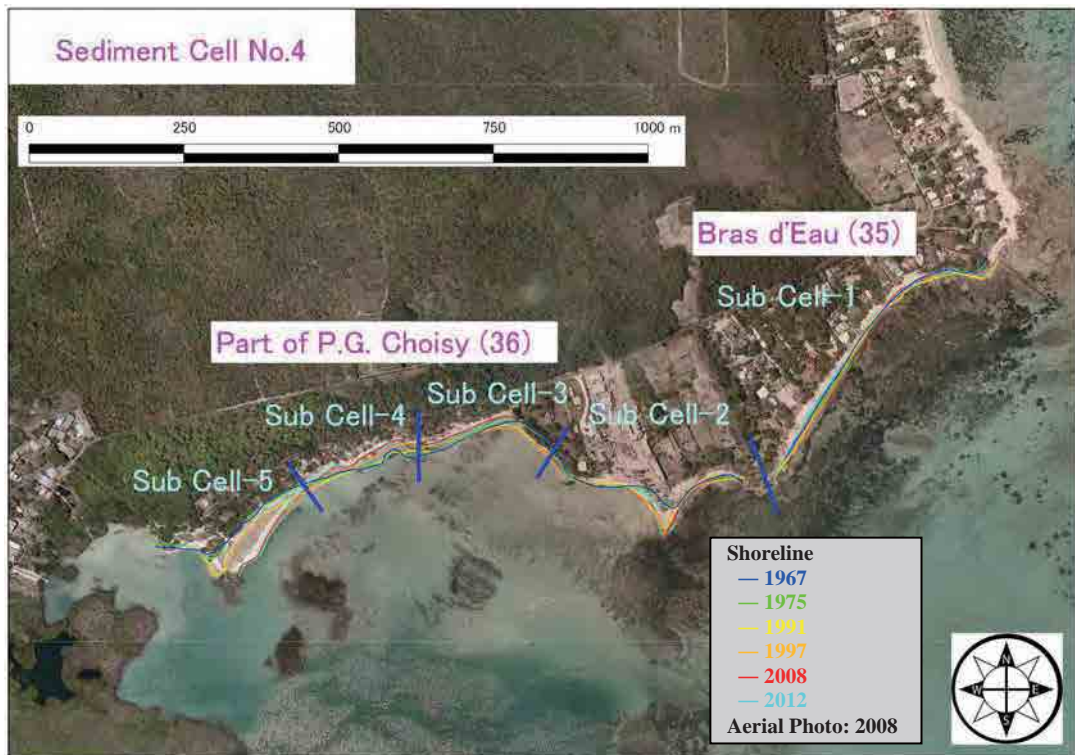 Sediment Cell No.4
0 250 500 750 1000 m
Bras d'Eau (35)
Sub Cell-1
Part of P.G. Choisy (36)
Sub Cell-3
Sub Cell-4
Sub Cell-2
Sub Cell-5
Shoreline
— 1967
— 1975
— 1991
— 1997
— 2008
— 2012
Aerial Photo: 2008
N
W E
S